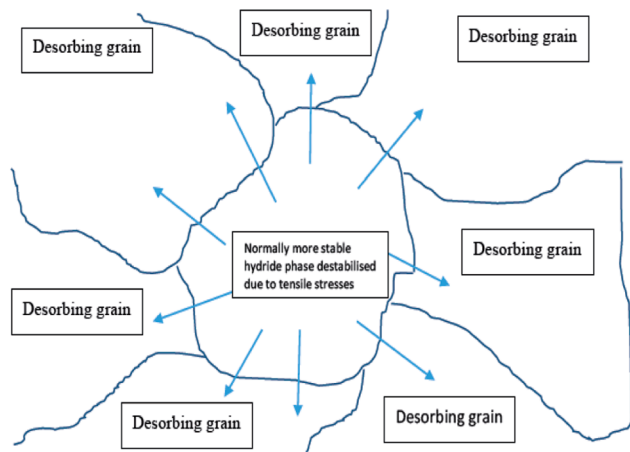 Desorbing grain
Desorbing grain
Desorbing grain
Normally more stable
hydride phase destabilised
due to tensile stresses
Desorbing grain
Desorbing grain
Desorbing grain
Desorbing grain